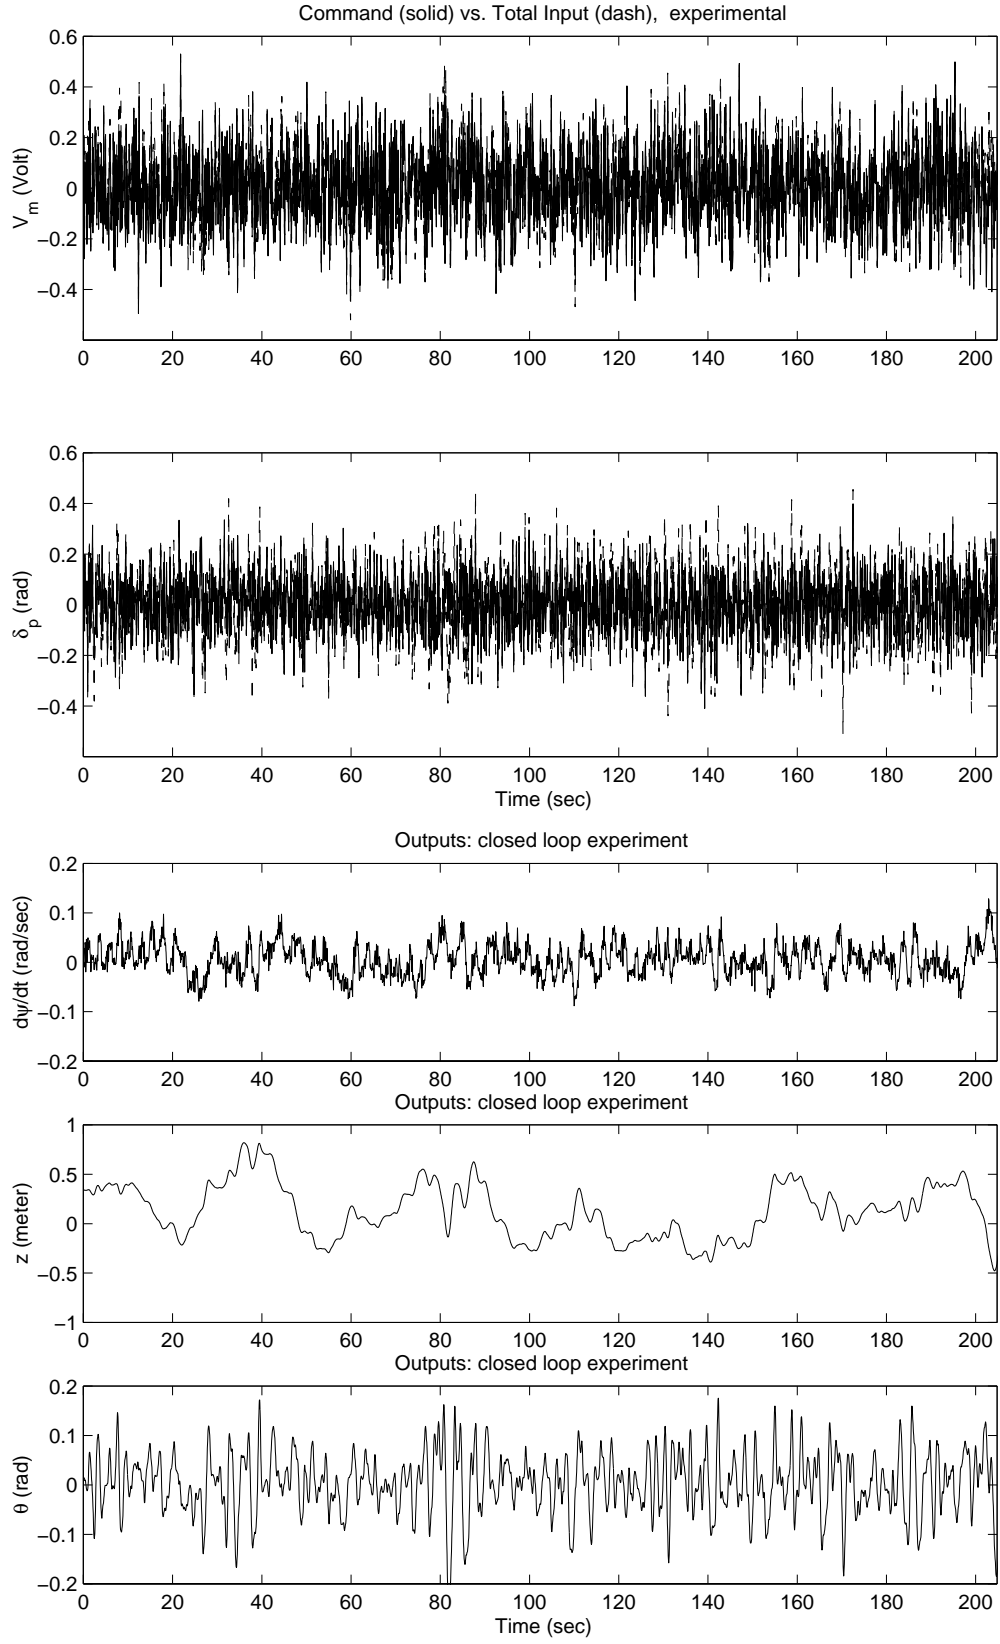 Command (solid) vs. Total Input (dash),  experimental
0.6
0.4
0.2
0
−0.2
−0.4
V_m (Volt)
0 20 40 60 80 100 120 140 160 180 200
0.6
0.4
0.2
0
−0.2
−0.4
δ_p (rad)
0 20 40 60 80 100 120 140 160 180 200
Time (sec)
Outputs: closed loop experiment
0.2
0.1
0
−0.1
−0.2
dψ/dt (rad/sec)
0 20 40 60 80 100 120 140 160 180 200
Outputs: closed loop experiment
1
0.5
0
−0.5
−1
z (meter)
0 20 40 60 80 100 120 140 160 180 200
Outputs: closed loop experiment
0.2
0.1
0
−0.1
−0.2
θ (rad)
0 20 40 60 80 100 120 140 160 180 200
Time (sec)